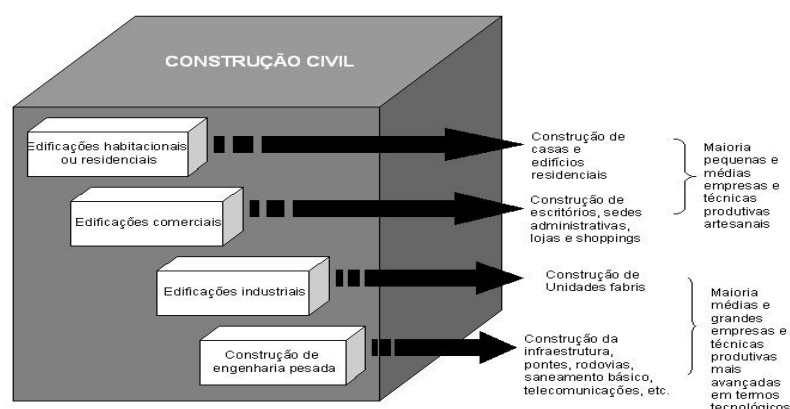 CONSTRUÇÃO CIVIL
Edificações habitacionais
ou residenciais
Construção de
casas e
edifícios
residenciais
Maioria
pequenas e
médias
empresas e
técnicas
produtivas
artesanais
Edificações comerciais
Construção de
escritórios, sedes
administrativas,
lojas e shoppings
Edificações industriais
Construção de
Unidades fabris
Maioria
médias e
grandes
empresas e
técnicas
produtivas
mais
avançadas
em termos
tecnológicos
Construção de
engenharia pesada
Construção da
infraestrutura,
pontes, rodovias,
saneamento básico,
telecomunicações, etc.